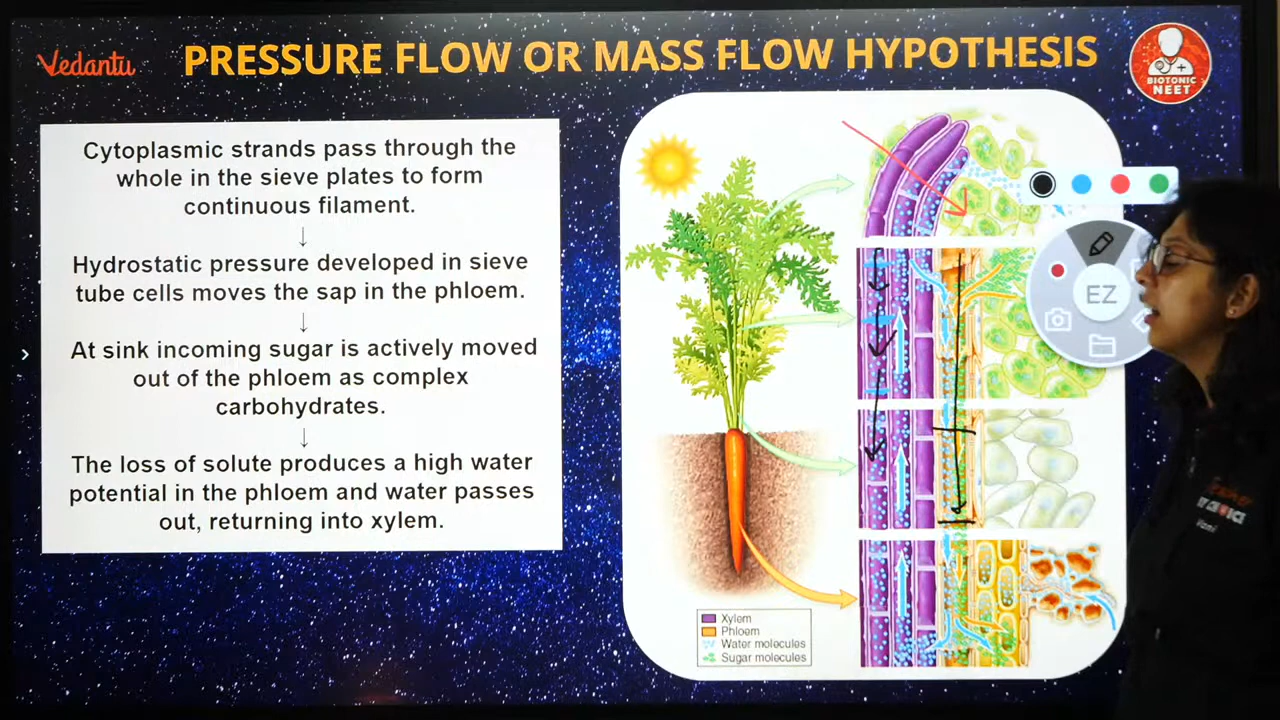 Vedantu
PRESSURE FLOW OR MASS FLOW HYPOTHESIS
BIOTONIC
NEET
Cytoplasmic strands pass through the
whole in the sieve plates to form
continuous filament.
↓
Hydrostatic pressure developed in sieve
tube cells moves the sap in the phloem.
↓
At sink incoming sugar is actively moved
out of the phloem as complex
carbohydrates.
↓
The loss of solute produces a high water
potential in the phloem and water passes
out, returning into xylem.
EZ
Xylem
Phloem
Water molecules
Sugar molecules